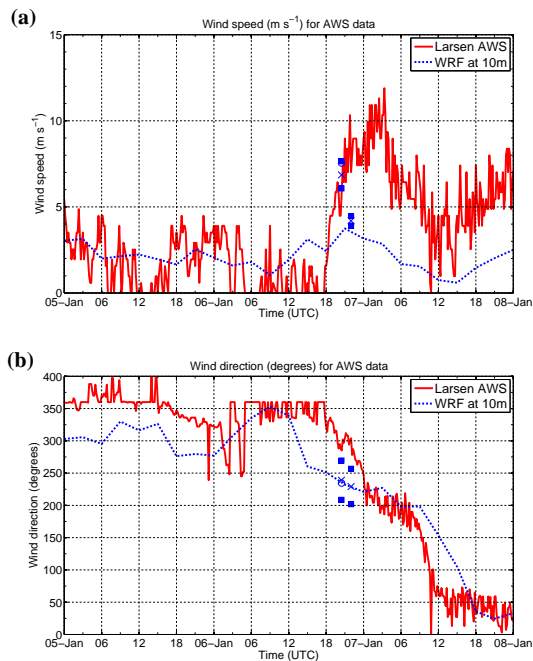 (a)
Wind speed (m s⁻¹) for AWS data
15
10
5
0
Wind speed (m s⁻¹)
Larsen AWS
WRF at 10m
05–Jan 06 12 18 06–Jan 06 12 18 07–Jan 06 12 18 08–Jan
Time (UTC)
(b)
Wind direction (degrees) for AWS data
400
350
300
250
200
150
100
50
0
Wind direction (degrees)
Larsen AWS
WRF at 10m
05–Jan 06 12 18 06–Jan 06 12 18 07–Jan 06 12 18 08–Jan
Time (UTC)